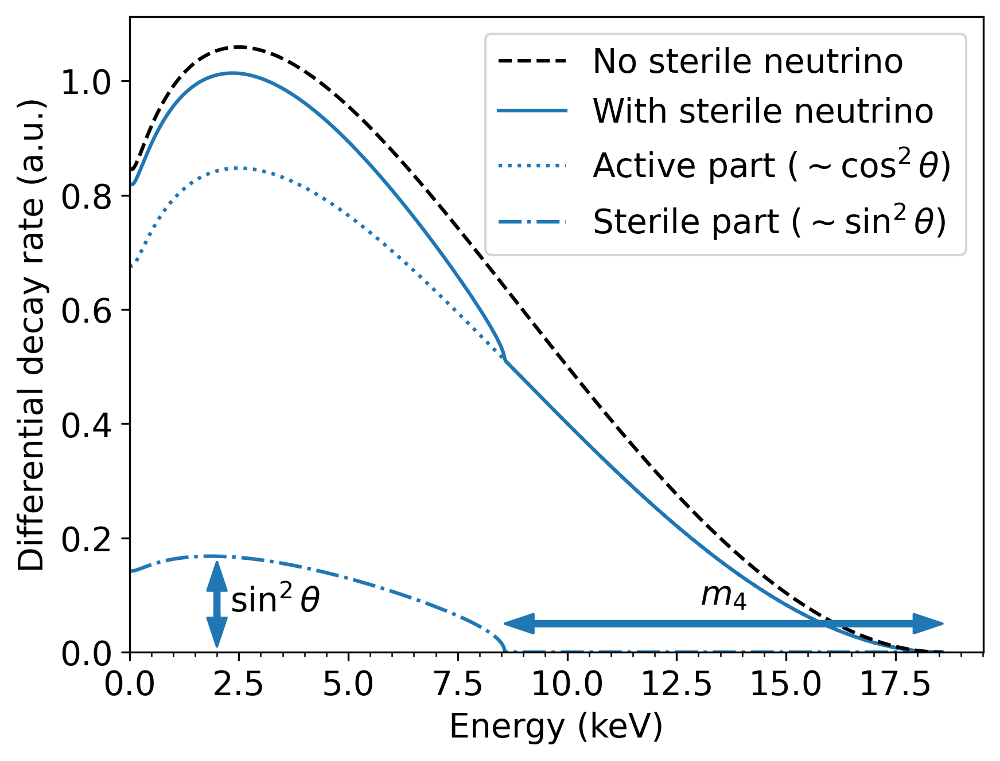 No sterile neutrino
With sterile neutrino
Active part ( ~ cos² θ)
Sterile part ( ~ sin² θ)
Differential decay rate (a.u.)
1.0
0.8
0.6
0.4
0.2
0.0
sin² θ
m₄
0.0 2.5 5.0 7.5 10.0 12.5 15.0 17.5
Energy (keV)